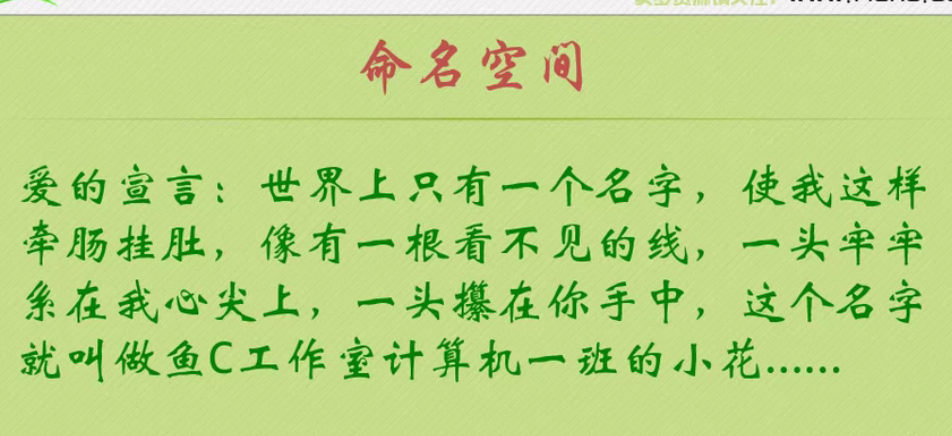 命名空间
爱的宣言：世界上只有一个名字，使我这样
牵肠挂肚，像有一根看不见的线，一头牢牢
系在我心尖上，一头攥在你手中，这个名字
就叫做鱼C工作室计算机一班的小花……